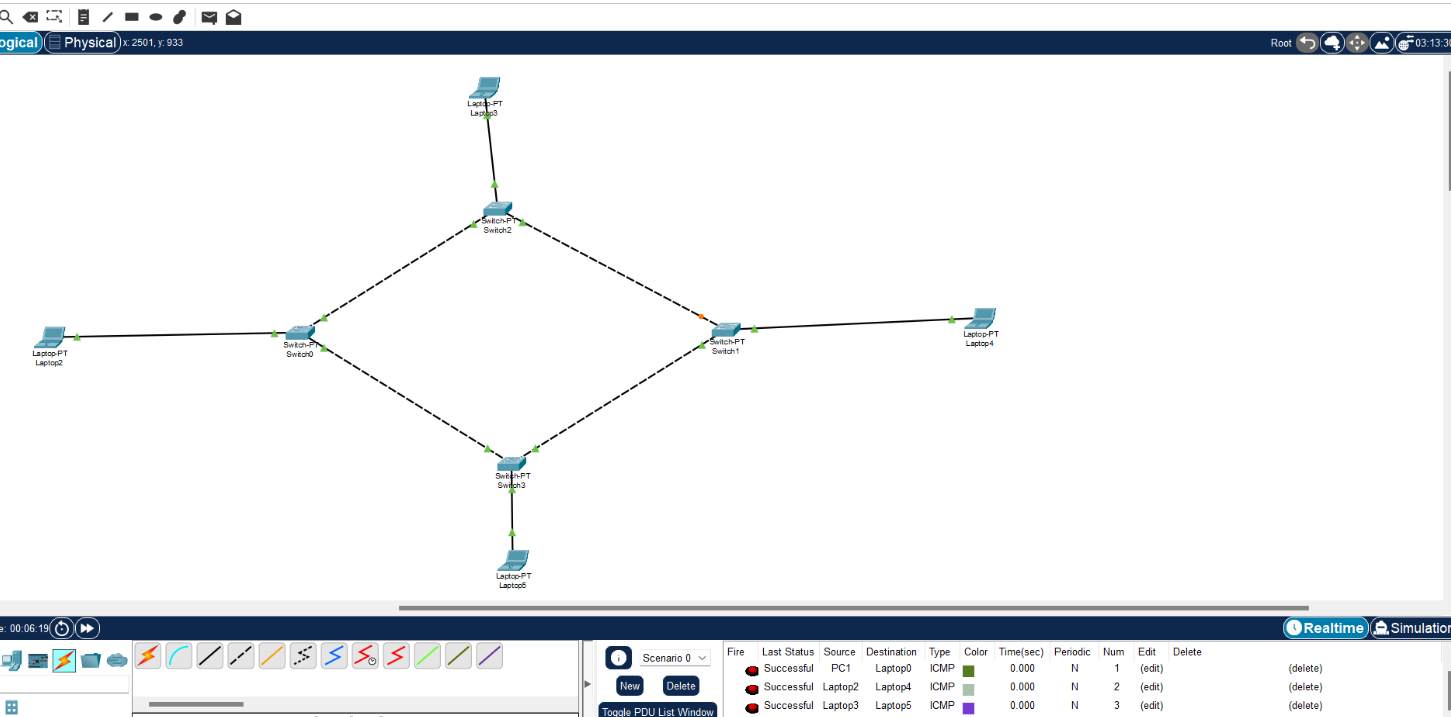 ogical Physical x: 2501, y: 933 Root 03:13:30
Laptop-PT
Laptop3
Switch-PT
Switch2
Laptop-PT
Laptop2
Switch-PT
Switch0
Switch-PT
Switch1
Laptop-PT
Laptop4
Switch-PT
Switch3
Laptop-PT
Laptop5
e: 00:06:19 Realtime Simulation
Scenario 0
New Delete
Toggle PDU List Window
Fire Last Status Source Destination Type Color Time(sec) Periodic Num Edit Delete
Successful PC1 Laptop0 ICMP 0.000 N 1 (edit) (delete)
Successful Laptop2 Laptop4 ICMP 0.000 N 2 (edit) (delete)
Successful Laptop3 Laptop5 ICMP 0.000 N 3 (edit) (delete)